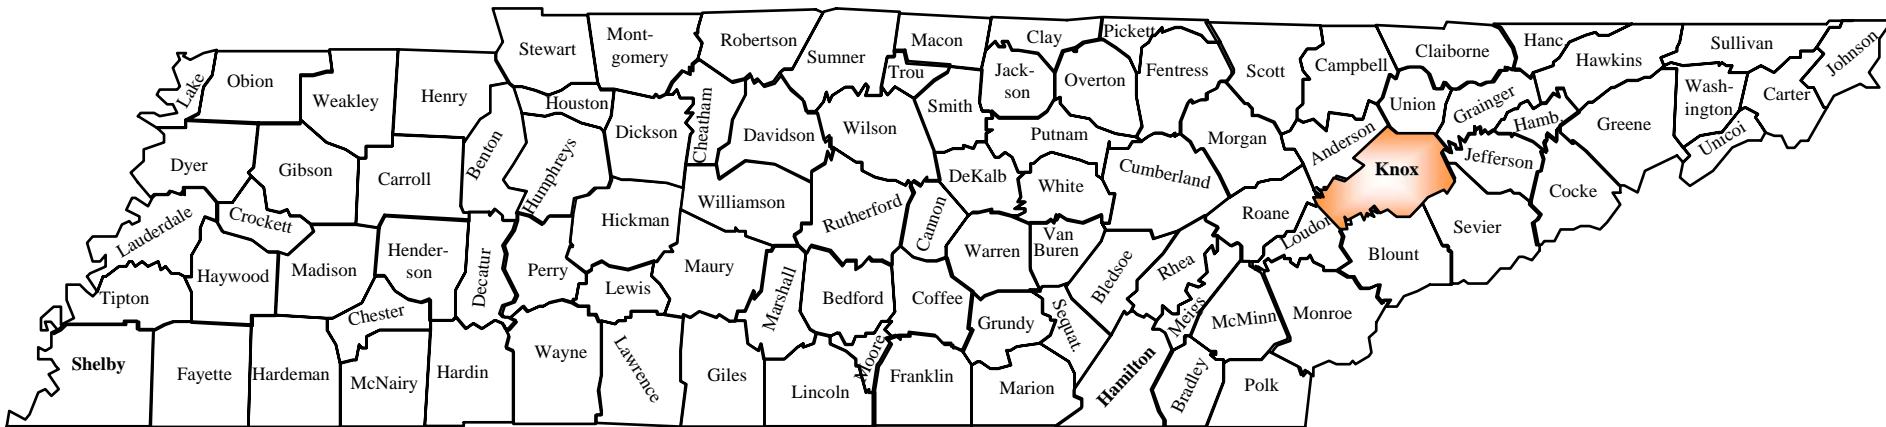 Stewart
Mont-
gomery
Robertson
Sumner
Macon
Trou
Clay
Pickett
Jack-
son
Overton
Fentress
Scott
Campbell
Claiborne
Hanc.
Hawkins
Sullivan
Johnson
Lake
Obion
Weakley
Henry
Houston
Dickson
Cheatham
Davidson
Wilson
Smith
Putnam
Morgan
Anderson
Union
Grainger
Hamb.
Greene
Wash-
ington
Carter
Unicoi
Dyer
Gibson
Carroll
Benton
Humphreys
Hickman
Williamson
Rutherford
Cannon
DeKalb
White
Cumberland
Roane
Loudon
Knox
Jefferson
Cocke
Sevier
Blount
Lauderdale
Crockett
Haywood
Madison
Hender-
son
Decatur
Perry
Lewis
Maury
Marshall
Bedford
Coffee
Warren
Van
Buren
Bledsoe
Rhea
Meigs
McMinn
Monroe
Tipton
Chester
Grundy
Sequat.
Shelby
Fayette
Hardeman
McNairy
Hardin
Wayne
Lawrence
Giles
Lincoln
Moore
Franklin
Marion
Hamilton
Bradley
Polk